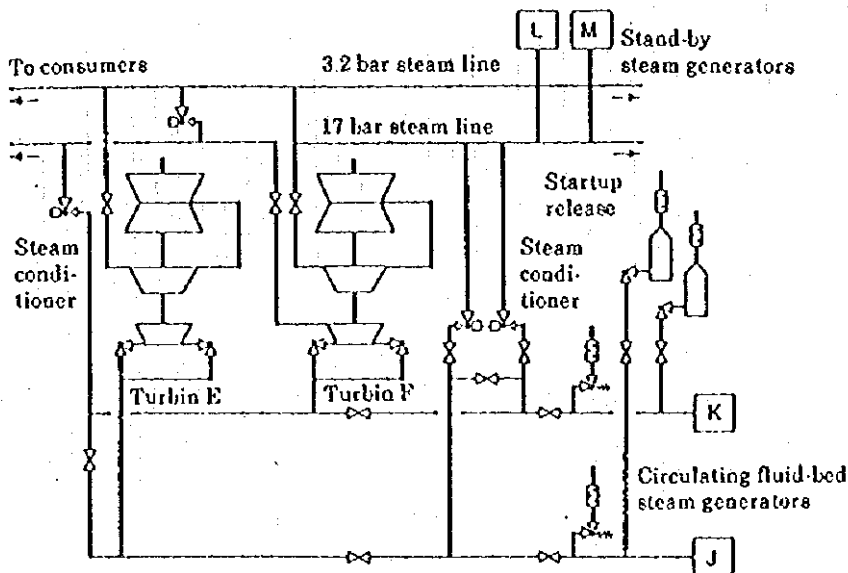 L
M
Stand-by
steam generators
To consumers
3.2 bar steam line
17 bar steam line
Startup
release
Steam
condi-
tioner
Steam
condi-
tioner
Turbin E
Turbin F
K
Circulating fluid-bed
steam generators
J